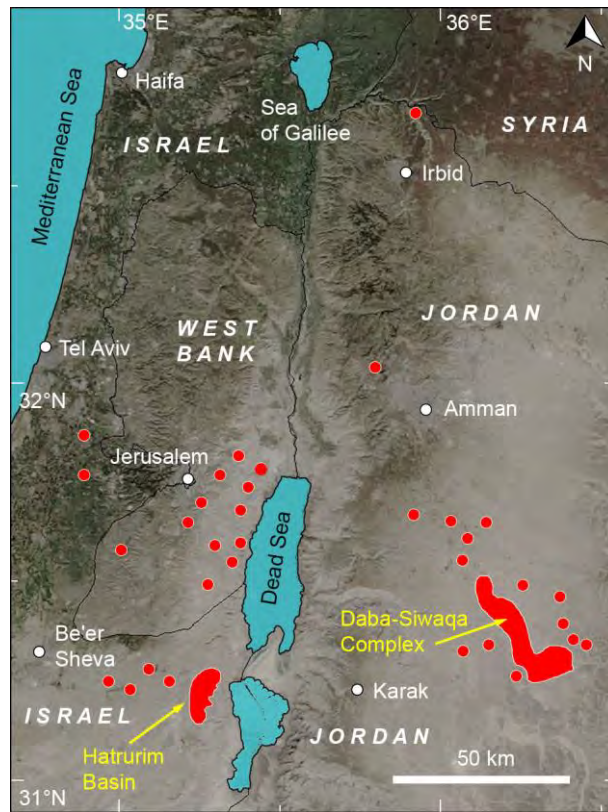 35°E
36°E
N
Haifa
Mediterranean Sea
Sea
of Galilee
ISRAEL
SYRIA
Irbid
JORDAN
WEST
BANK
Tel Aviv
32°N
Amman
Jerusalem
Dead Sea
Daba-Siwaqa
Complex
Be'er
Sheva
Karak
ISRAEL
JORDAN
Hatrurim
Basin
50 km
31°N